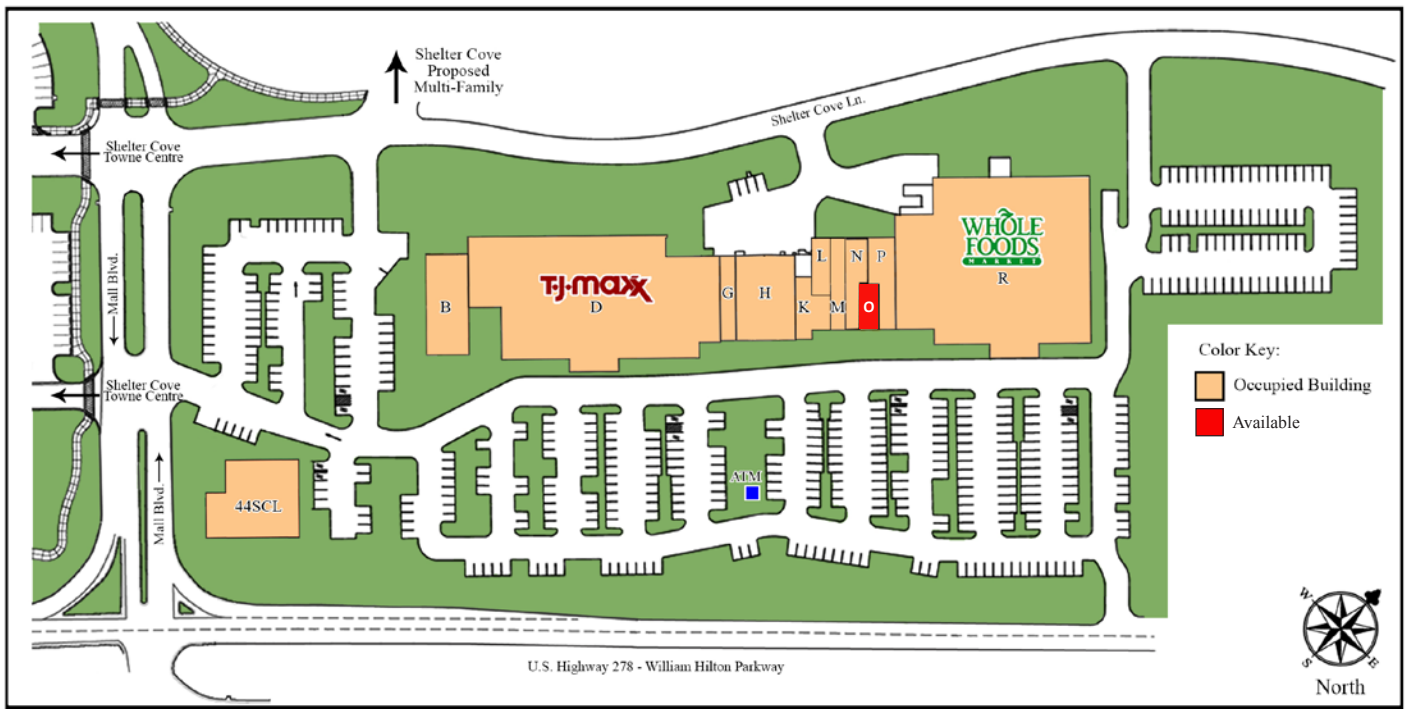 Shelter Cove
Proposed
Multi-Family
Shelter Cove Ln.
Shelter Cove
Towne Centre
Mall Blvd.
WHOLE
FOODS
MARKET
R
L
N
P
T·J·maxx
B
D
G
H
K
M
O
Shelter Cove
Towne Centre
Color Key:
Occupied Building
Available
ATM
44SCL
Mall Blvd.
W
S
E
North
U.S. Highway 278 - William Hilton Parkway